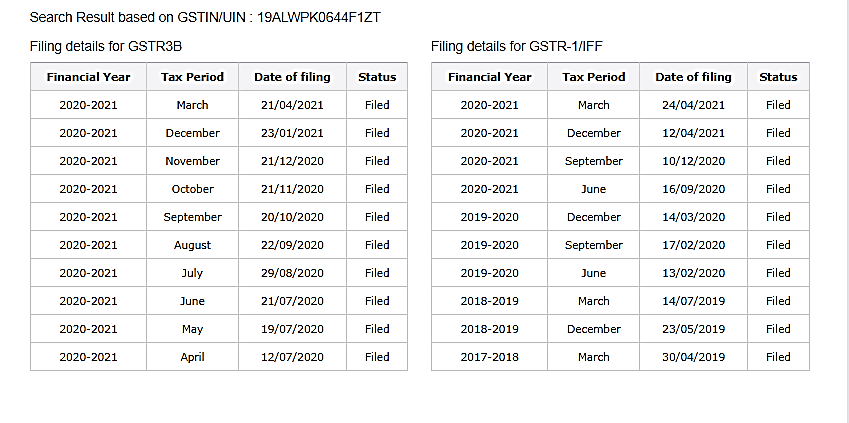 Search Result based on GSTIN/UIN : 19ALWPK0644F1ZT
Filing details for GSTR3B
Financial Year Tax Period Date of filing Status
2020-2021 March 21/04/2021 Filed
2020-2021 December 23/01/2021 Filed
2020-2021 November 21/12/2020 Filed
2020-2021 October 21/11/2020 Filed
2020-2021 September 20/10/2020 Filed
2020-2021 August 22/09/2020 Filed
2020-2021 July 29/08/2020 Filed
2020-2021 June 21/07/2020 Filed
2020-2021 May 19/07/2020 Filed
2020-2021 April 12/07/2020 Filed
Filing details for GSTR-1/IFF
Financial Year Tax Period Date of filing Status
2020-2021 March 24/04/2021 Filed
2020-2021 December 12/04/2021 Filed
2020-2021 September 10/12/2020 Filed
2020-2021 June 16/09/2020 Filed
2019-2020 December 14/03/2020 Filed
2019-2020 September 17/02/2020 Filed
2019-2020 June 13/02/2020 Filed
2018-2019 March 14/07/2019 Filed
2018-2019 December 23/05/2019 Filed
2017-2018 March 30/04/2019 Filed